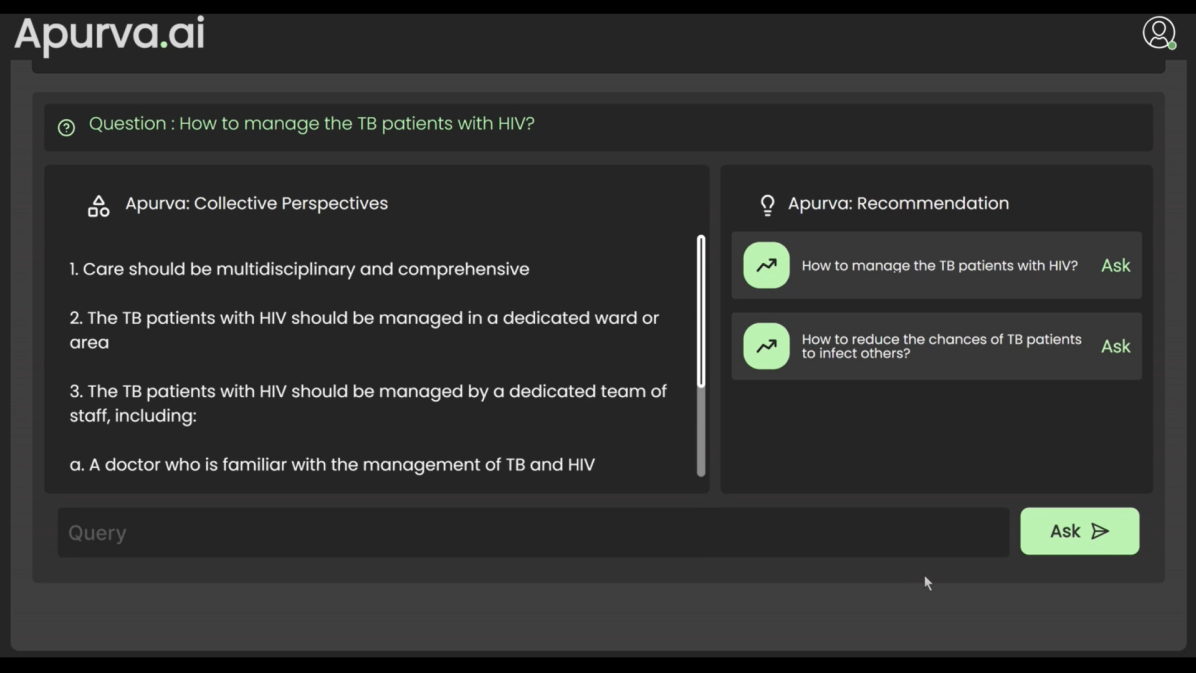 Apurva.ai
Question : How to manage the TB patients with HIV?
Apurva: Collective Perspectives
1. Care should be multidisciplinary and comprehensive
2. The TB patients with HIV should be managed in a dedicated ward or
area
3. The TB patients with HIV should be managed by a dedicated team of
staff, including:
a. A doctor who is familiar with the management of TB and HIV
Apurva: Recommendation
How to manage the TB patients with HIV? Ask
How to reduce the chances of TB patients
to infect others? Ask
Query
Ask